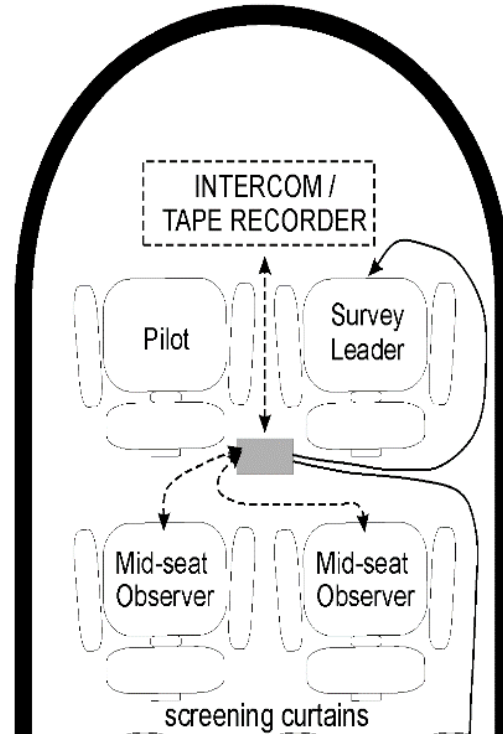 INTERCOM /
TAPE RECORDER
Pilot
Survey
Leader
Mid-seat
Observer
Mid-seat
Observer
screening curtains